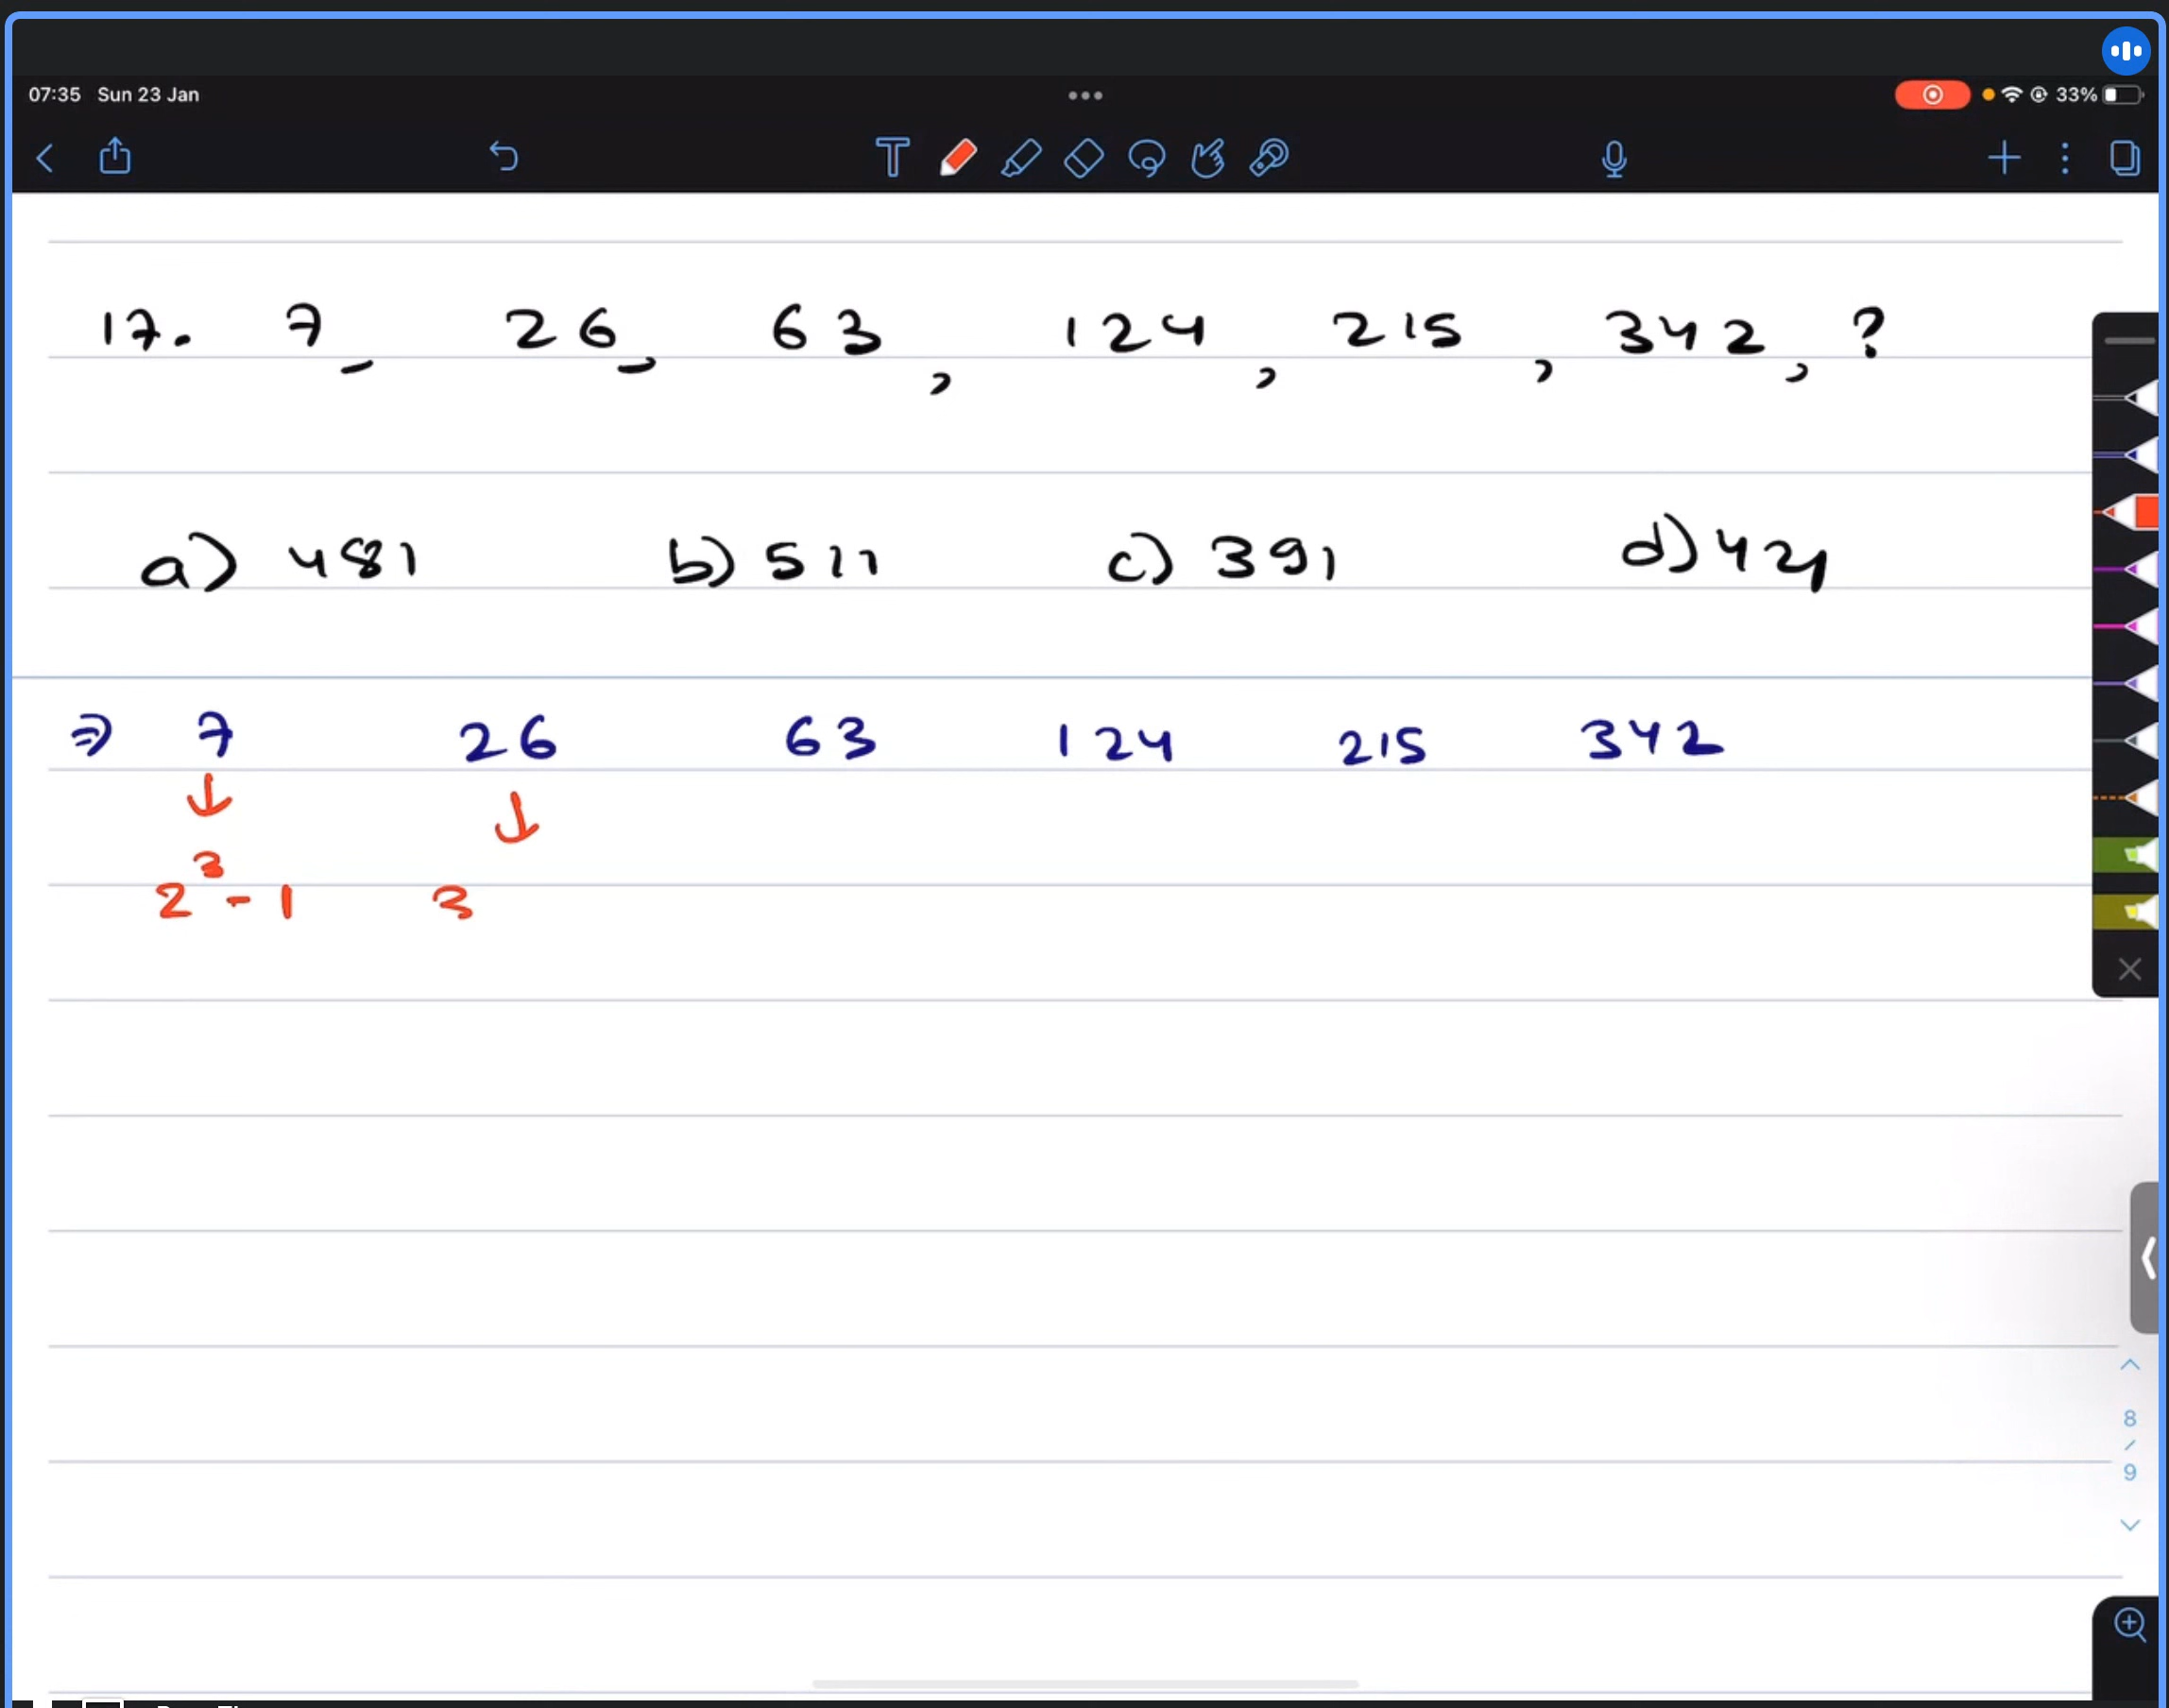 07:35 Sun 23 Jan
33%
17. 7, 26, 63, 124, 215, 342, ?
a) 481 b) 511 c) 391 d) 421
⇒ 7 26 63 124 215 342
↓ ↓
2³-1 3
8
/
9